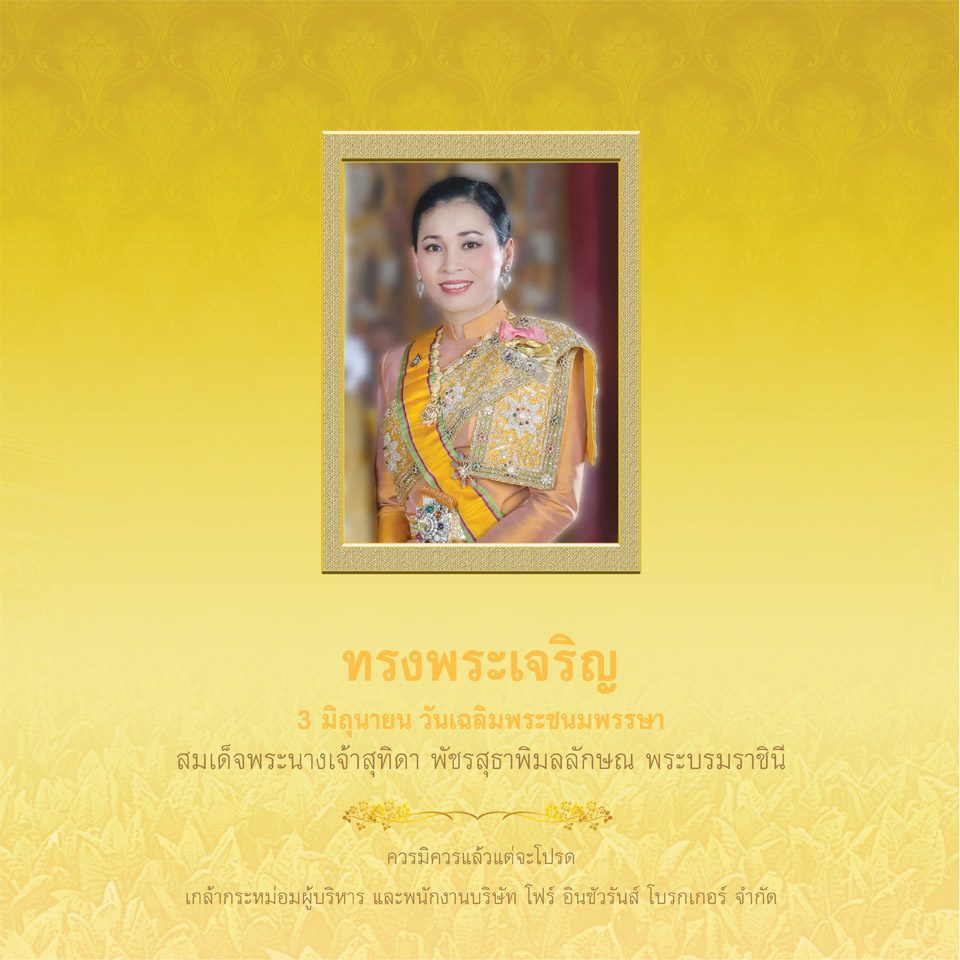 ทรงพระเจริญ
3 มิถุนายน วันเฉลิมพระชนมพรรษา
สมเด็จพระนางเจ้าสุทิดา พัชรสุธาพิมลลักษณ พระบรมราชินี
ควรมิควรแล้วแต่จะโปรด
เกล้ากระหม่อมผู้บริหาร และพนักงานบริษัท โฟร์ อินชัวรันส์ โบรกเกอร์ จำกัด